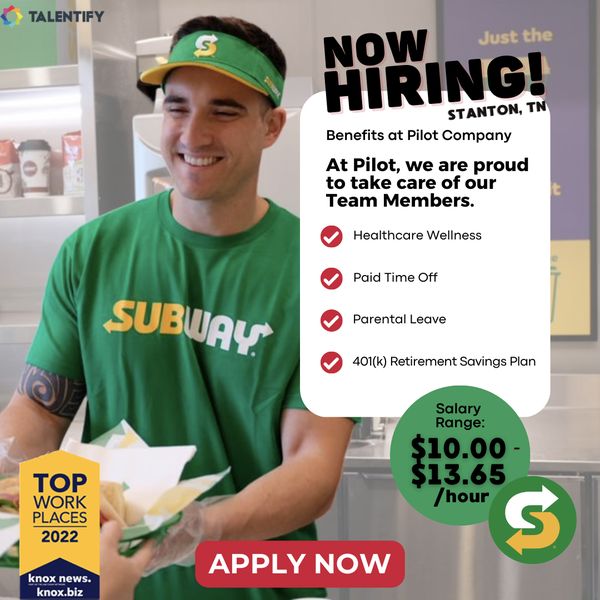 TALENTIFY
Just the
NOW
HIRING!
STANTON, TN
Benefits at Pilot Company
At Pilot, we are proud
to take care of our
Team Members.
Healthcare Wellness
Paid Time Off
Parental Leave
401(k) Retirement Savings Plan
SUBWAY
Salary
Range:
$10.00 -
$13.65
/hour
TOP
WORK
PLACES
2022
knox news.
knox.biz
APPLY NOW